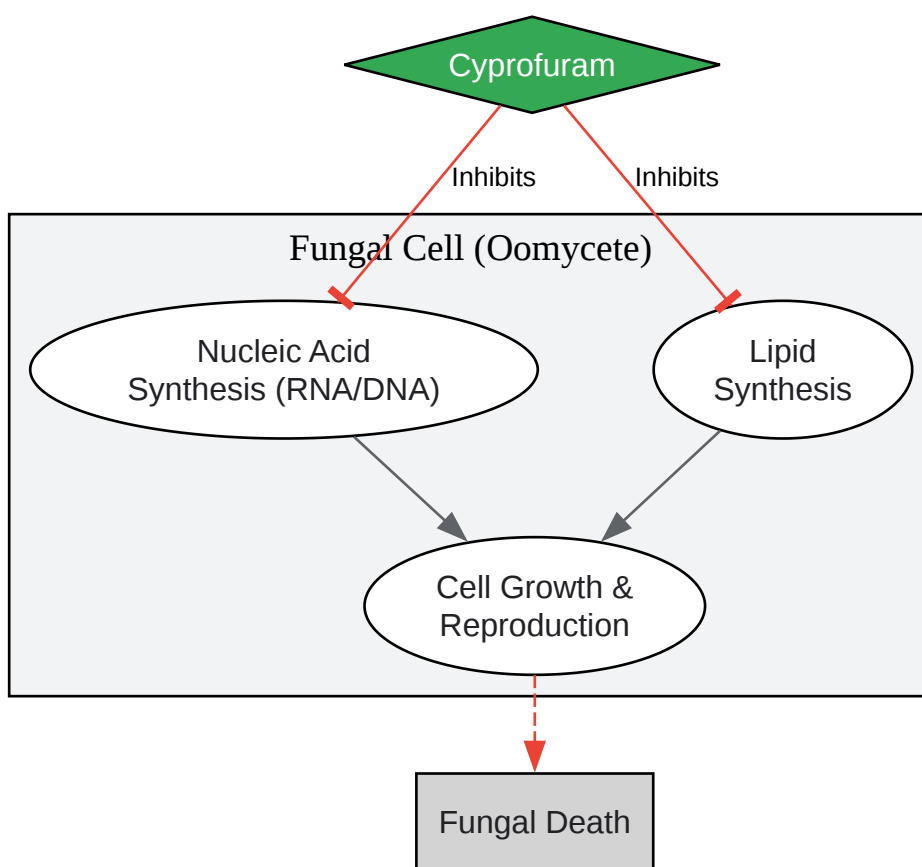 Cyprofuram
Inhibits
Inhibits
Fungal Cell (Oomycete)
Nucleic Acid
Synthesis (RNA/DNA)
Lipid
Synthesis
Cell Growth &
Reproduction
Fungal Death